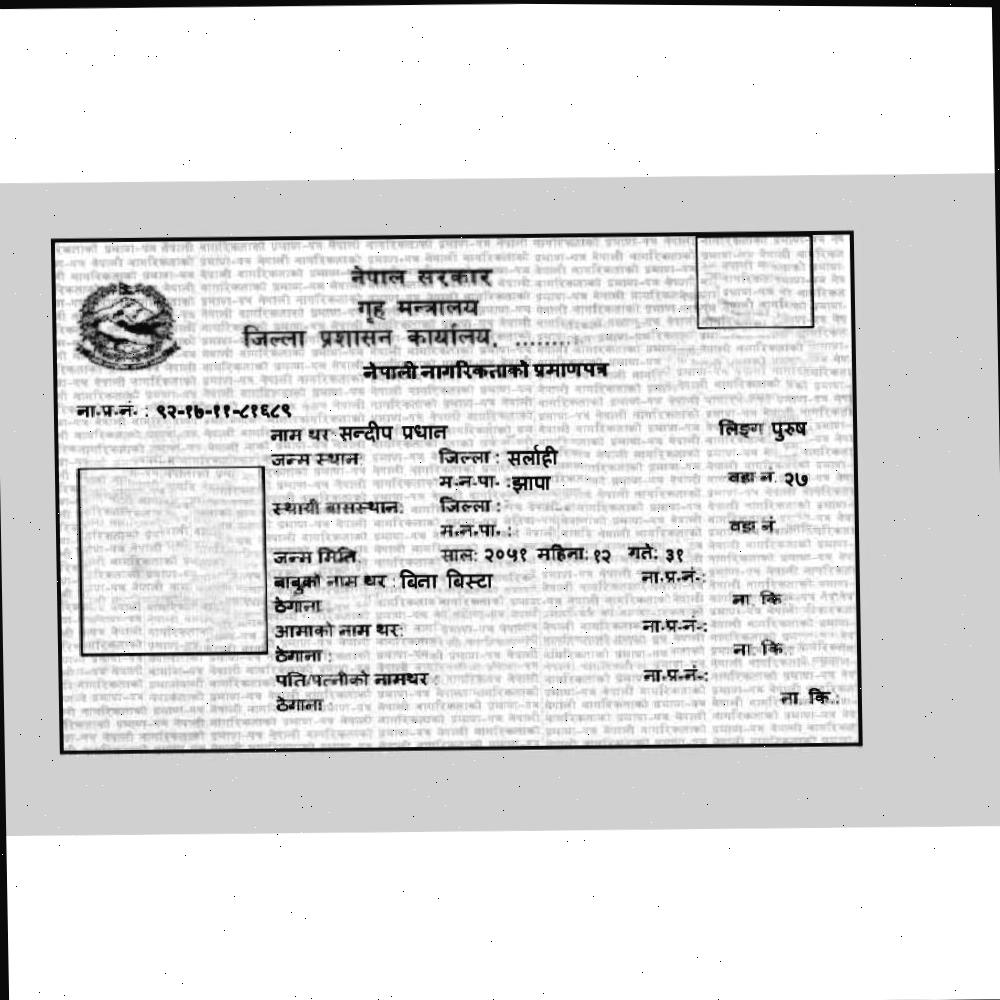 नेपाल सरकार
गृह मन्त्रालय
जिल्ला प्रशासन कार्यालय, ........
नेपाली नागरिकताको प्रमाणपत्र
ना.प्र.नं. : ९२-१७-११-८१६८९
नाम थर: सन्दीप प्रधान लिङ्ग पुरुष
जन्म स्थान: जिल्ला : सर्लाही
म.न.पा. : झापा वडा नं. २७
स्थायी बासस्थान: जिल्ला :
म.न.पा. : वडा नं.
जन्म मिति: साल: २०५१ महिना: १२ गते: ३१
बाबुको नाम थर : बिना बिस्टा ना.प्र.नं.:
ठेगाना : ना. कि.:
आमाको नाम थर: ना.प्र.नं.:
ठेगाना : ना. कि.:
पति/पत्नीको नामथर : ना.प्र.नं.:
ठेगाना : ना. कि.: